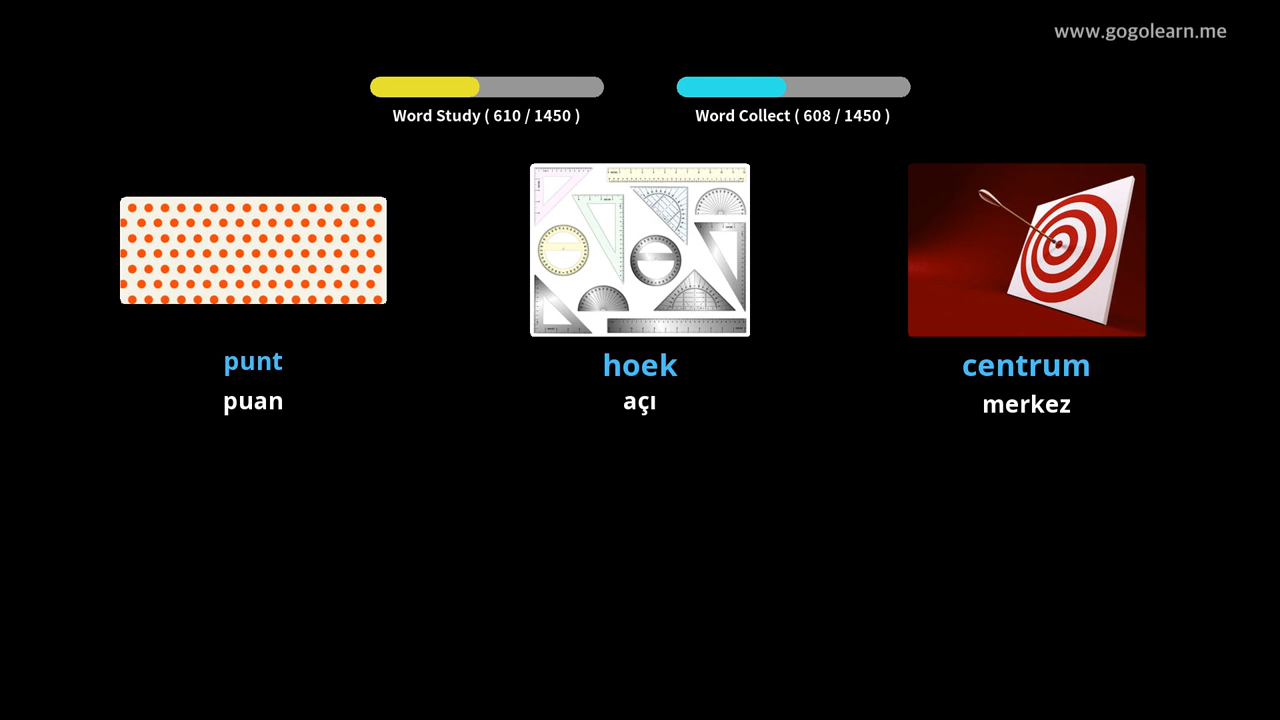 www.gogolearn.me
Word Study ( 610 / 1450 )
Word Collect ( 608 / 1450 )
punt
puan
hoek
açı
centrum
merkez